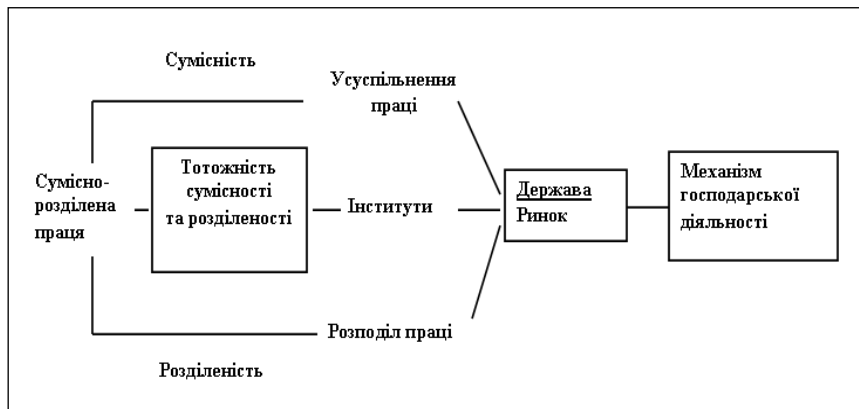 Сумісність
Усуспільнення
праці
Сумісно-
розділена
праця
Тотожність
сумісності
та розділеності
Інститути
Держава
Ринок
Механізм
господарської
діяльності
Розподіл праці
Розділеність